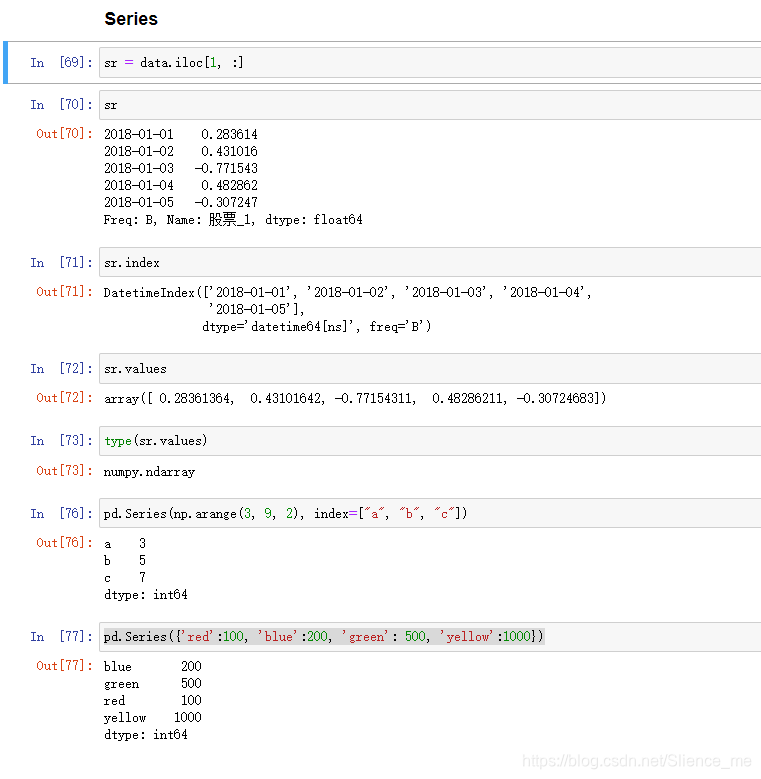 Series
In [69]: sr = data.iloc[1, :]
In [70]: sr
Out[70]: 2018-01-01    0.283614
2018-01-02    0.431016
2018-01-03   -0.771543
2018-01-04    0.482862
2018-01-05   -0.307247
Freq: B, Name: 股票_1, dtype: float64
In [71]: sr.index
Out[71]: DatetimeIndex(['2018-01-01', '2018-01-02', '2018-01-03', '2018-01-04',
'2018-01-05'],
dtype='datetime64[ns]', freq='B')
In [72]: sr.values
Out[72]: array([ 0.28361364,  0.43101642, -0.77154311,  0.48286211, -0.30724683])
In [73]: type(sr.values)
Out[73]: numpy.ndarray
In [76]: pd.Series(np.arange(3, 9, 2), index=["a", "b", "c"])
Out[76]: a    3
b    5
c    7
dtype: int64
In [77]: pd.Series({'red':100, 'blue':200, 'green': 500, 'yellow':1000})
Out[77]: blue       200
green      500
red        100
yellow    1000
dtype: int64
https://blog.csdn.net/Slience_me